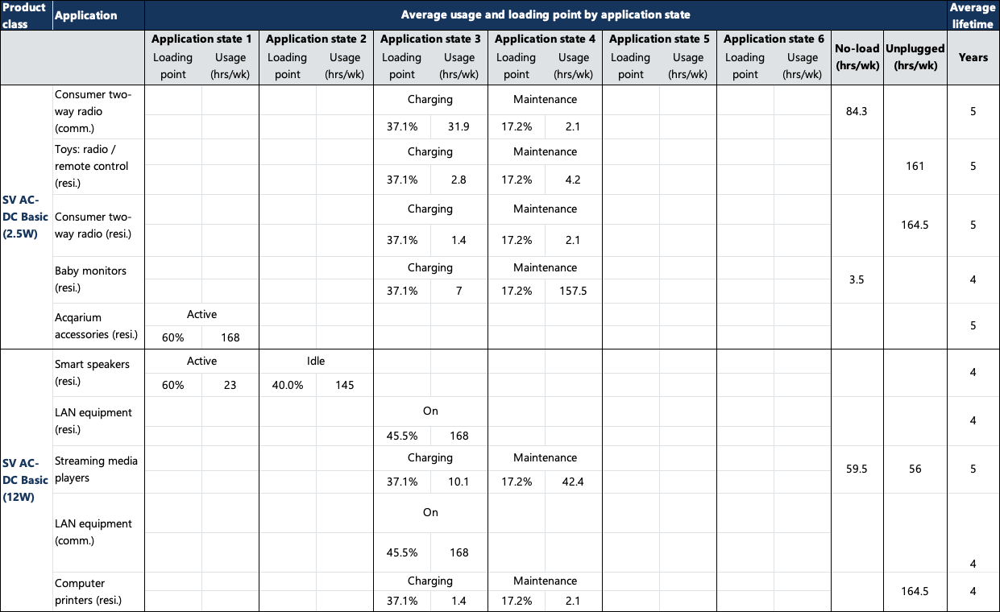 Product class
Application
Average usage and loading point by application state
Average lifetime
Application state 1
Application state 2
Application state 3
Application state 4
Application state 5
Application state 6
No-load (hrs/wk)
Unplugged (hrs/wk)
Years
Loading point
Usage (hrs/wk)
Loading point
Usage (hrs/wk)
Loading point
Usage (hrs/wk)
Loading point
Usage (hrs/wk)
Loading point
Usage (hrs/wk)
Loading point
Usage (hrs/wk)
SV AC-
DC Basic
(2.5W)
Consumer two-
way radio
(comm.)
Charging
Maintenance
37.1% 31.9 17.2% 2.1
84.3
5
Toys: radio /
remote control
(resi.)
Charging
Maintenance
37.1% 2.8 17.2% 4.2
161
5
Consumer two-
way radio (resi.)
Charging
Maintenance
37.1% 1.4 17.2% 2.1
164.5
5
Baby monitors
(resi.)
Charging
Maintenance
37.1% 7 17.2% 157.5
3.5
4
Acqarium
accessories (resi.)
Active
60% 168
5
SV AC-
DC Basic
(12W)
Smart speakers
(resi.)
Active
Idle
60% 23 40.0% 145
4
LAN equipment
(resi.)
On
45.5% 168
4
Streaming media
players
Charging
Maintenance
37.1% 10.1 17.2% 42.4
59.5
56
5
LAN equipment
(comm.)
On
45.5% 168
4
Computer
printers (resi.)
Charging
Maintenance
37.1% 1.4 17.2% 2.1
164.5
4